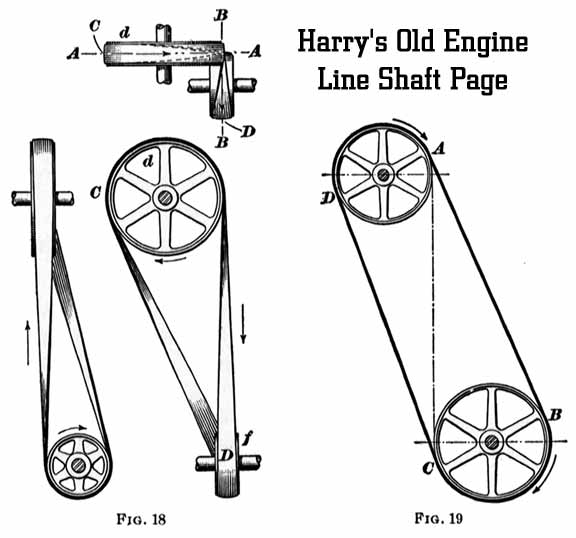 B
C
d
A
A
D
B
Harry's Old Engine
Line Shaft Page
d
C
f
D
A
D
B
C
FIG. 18
FIG. 19